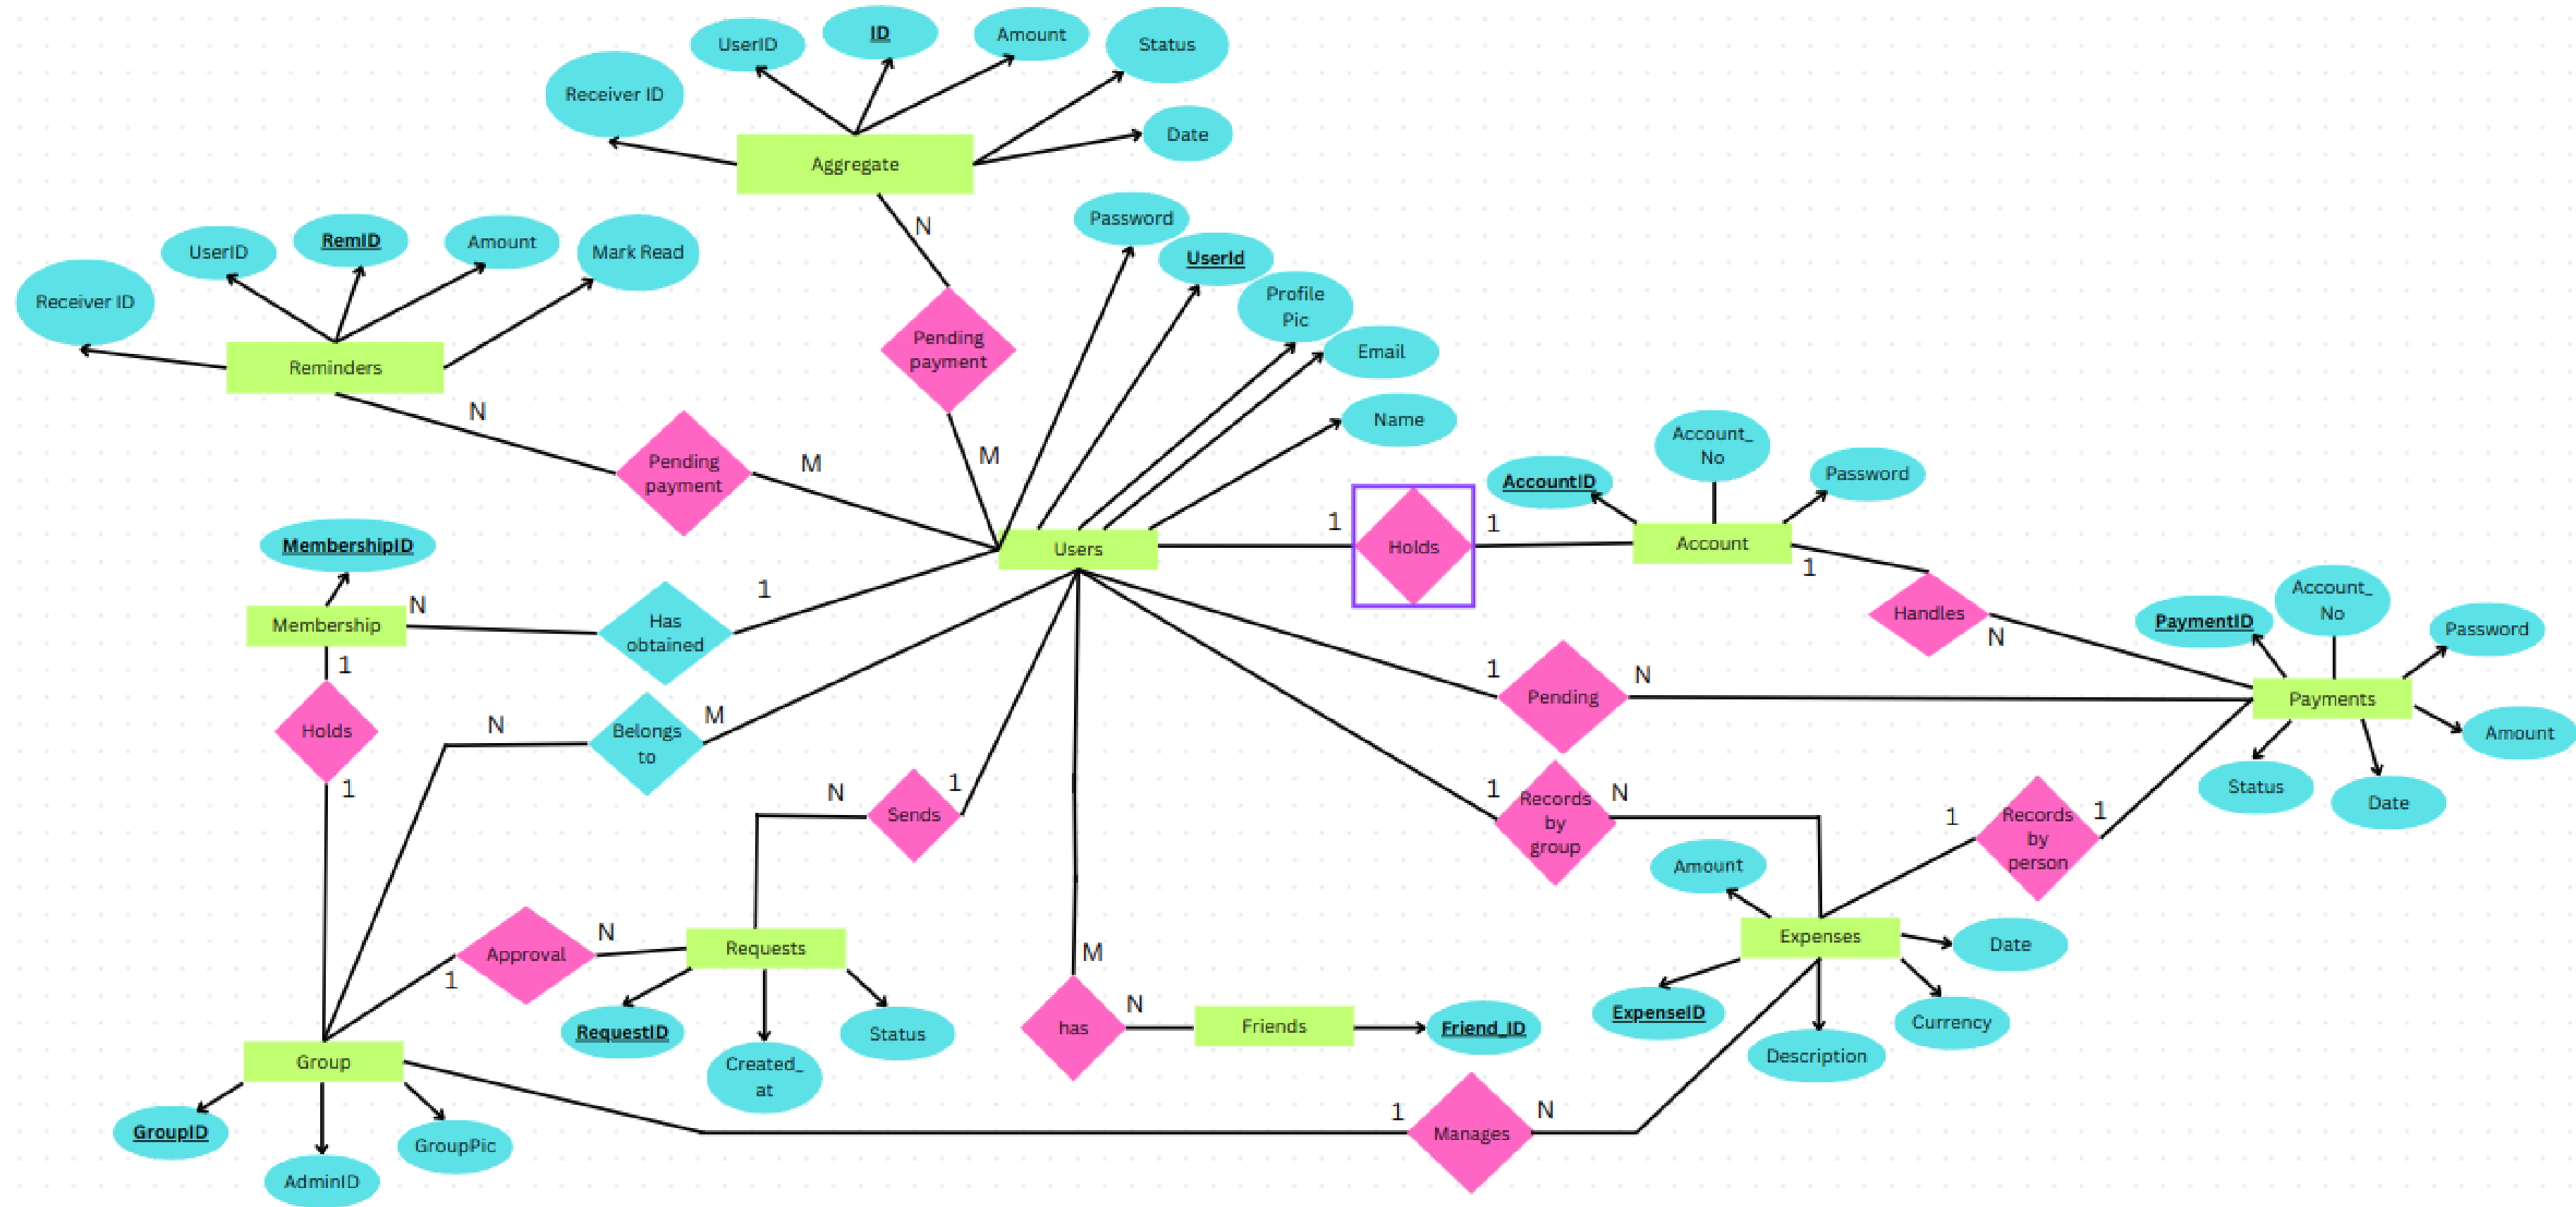 ID
UserID
Amount
Status
Receiver ID
Date
Aggregate
Password
N
RemID
UserID
Amount
Mark Read
UserId
Receiver ID
Profile
Pic
Pending
payment
Email
Reminders
N
Name
M
M
Pending
payment
Account_
No
AccountID
Password
1
1
MembershipID
Users
Holds
Account
1
1
N
Membership
Has
obtained
Handles
N
Account_
No
PaymentID
Password
1
1
N
Pending
Payments
N
M
Holds
Belongs
to
Amount
1
N
1
Sends
1
N
Records
by
group
1
1
Records
by
person
Status
Date
Amount
N
Approval
1
Requests
M
Expenses
Date
N
has
Friends
Friend_ID
ExpenseID
Currency
RequestID
Status
Created_
at
Description
Group
GroupID
GroupPic
AdminID
1
N
Manages